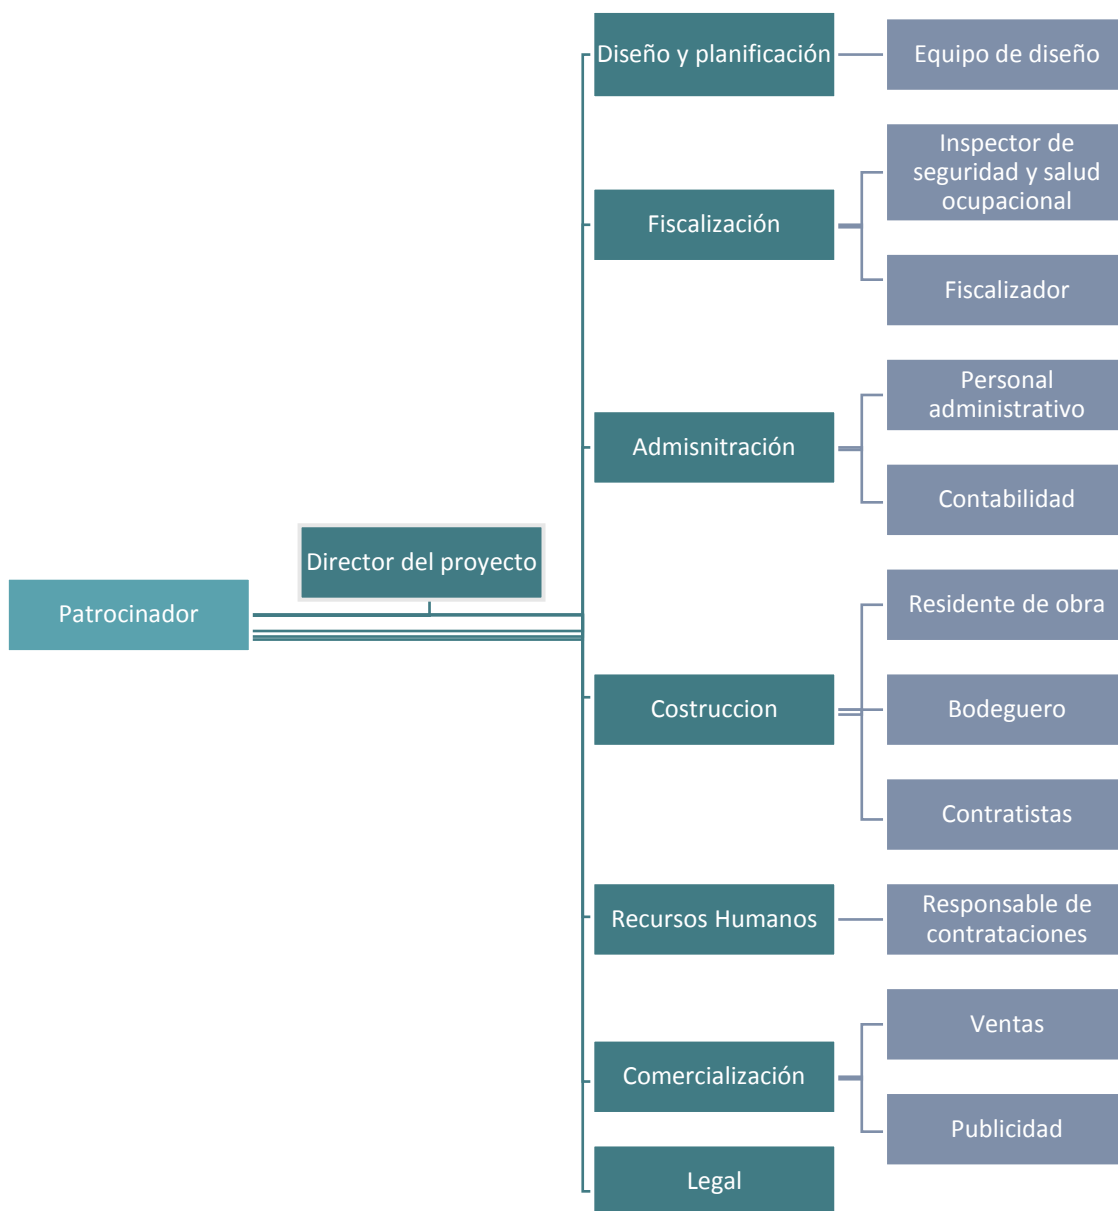 Diseño y planificación
Equipo de diseño
Inspector de
seguridad y salud
ocupacional
Fiscalización
Fiscalizador
Personal
administrativo
Admisnitración
Contabilidad
Director del proyecto
Patrocinador
Residente de obra
Costruccion
Bodeguero
Contratistas
Recursos Humanos
Responsable de
contrataciones
Ventas
Comercialización
Publicidad
Legal